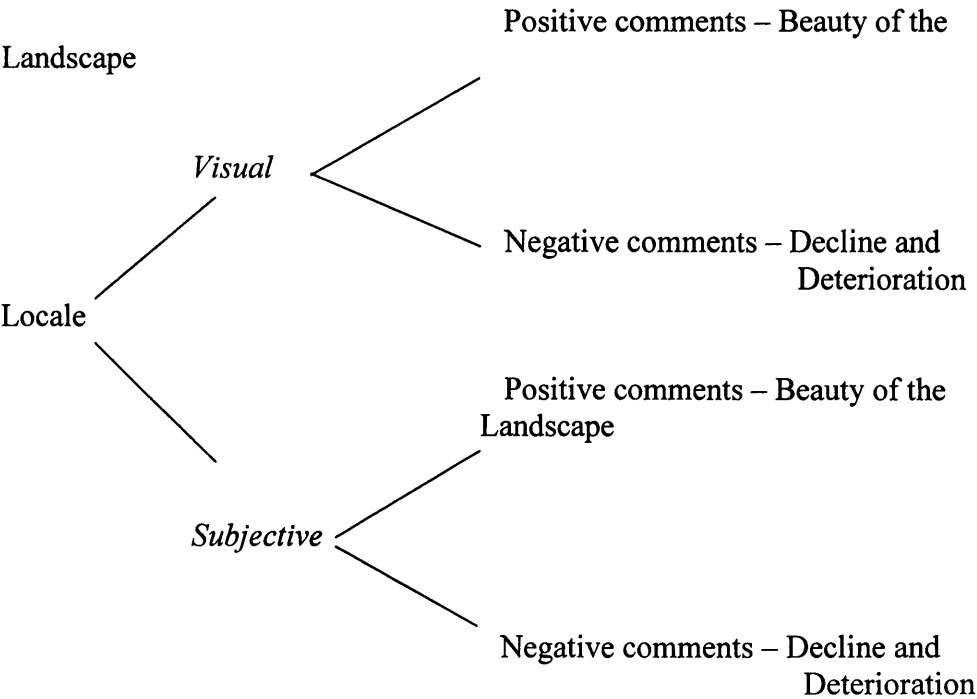 Positive comments – Beauty of the
Landscape
Visual
Negative comments – Decline and
Deterioration
Locale
Positive comments – Beauty of the
Landscape
Subjective
Negative comments – Decline and
Deterioration